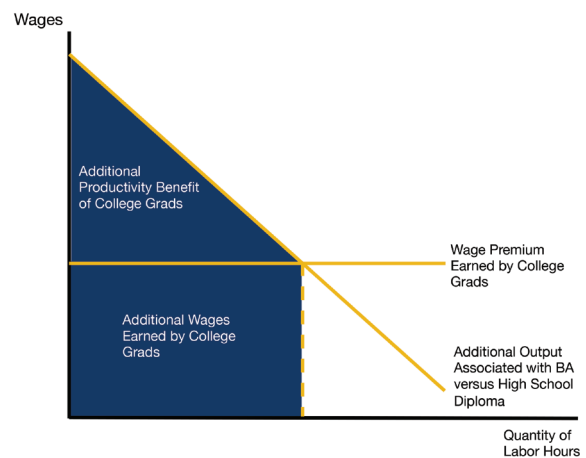 Wages
Additional
Productivity Benefit
of College Grads
Wage Premium
Earned by College
Grads
Additional Wages
Earned by College
Grads
Additional Output
Associated with BA
versus High School
Diploma
Quantity of
Labor Hours